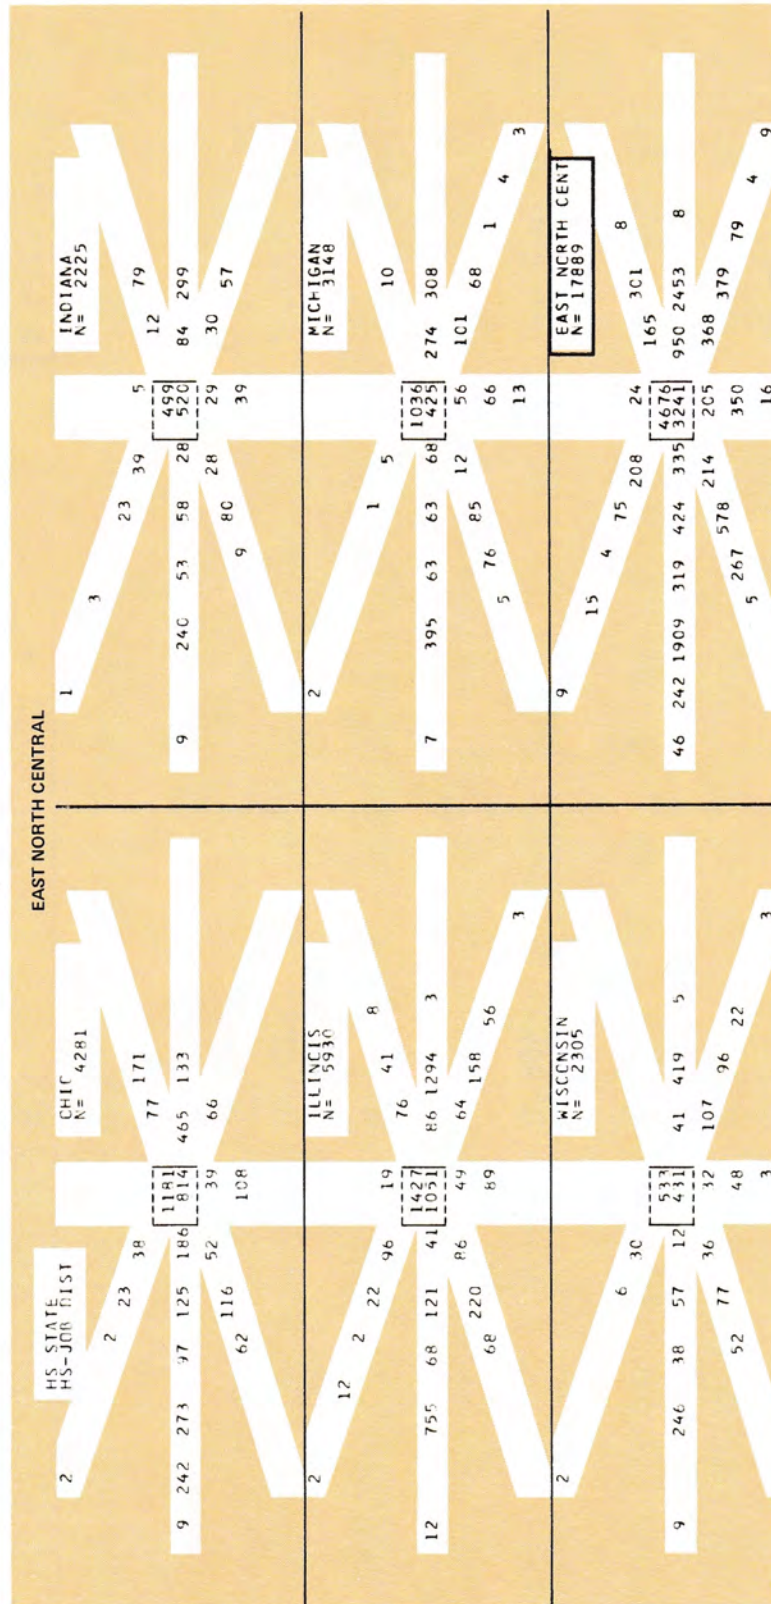 EAST NORTH CENTRAL
HS-STATE
HS-JOB DIST
CHIC
N= 4281
2
2 23 38 77 171
1181
9 242 273 97 125 186 814 465 133
52 39 66
116
62 108
INDIANA
N= 2225
1
3 23 39 5 12 79
499
9 240 53 58 28 520 84 299
28 29 30
80 57
9 39
ILLINCIS
N= 5930
2
12 2 22 96 19 76 41 8
1427
12 755 68 121 41 1051 86 1294 3
86 49 64
220 158
68 89 56
3
MICHIGAN
N= 3148
2
1 5 10
1036
7 395 63 63 68 425 274 308
12 56 101
85 68
76 66 1
5 13 4
3
WISCCNSIN
N= 2305
2
6 30
533
9 246 38 57 12 431 41 419 5
36 32 107
77 96
52 48 22
3 3
EAST NORTH CENT
N= 17889
9
15 4 75 208 24 165 301 8
4676
46 242 1909 319 424 335 3241 950 2453 8
214 205 368
578 379
267 350 79
5 16 4
9